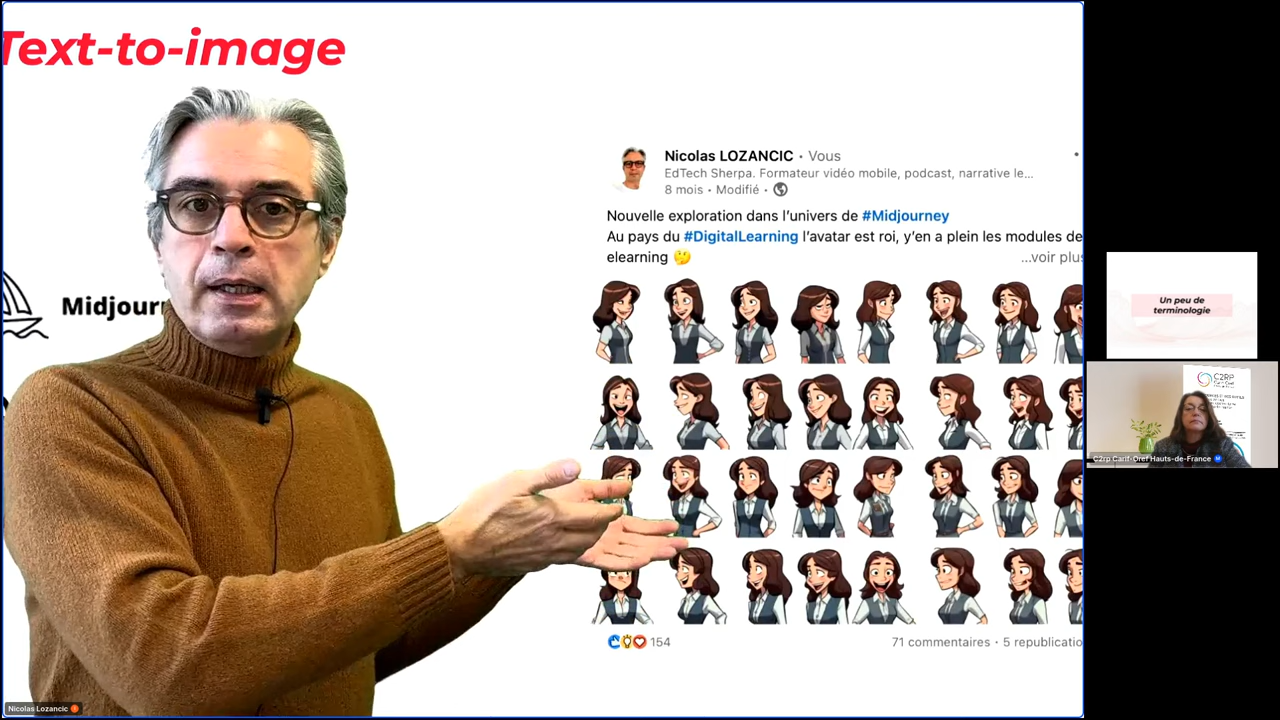 Text-to-image
Nicolas LOZANCIC • Vous
EdTech Sherpa. Formateur vidéo mobile, podcast, narrative le...
8 mois • Modifié •
Nouvelle exploration dans l'univers de #Midjourney
Au pays du #DigitalLearning l'avatar est roi, y'en a plein les modules de
elearning 🤔
...voir plus
Midjour
154
71 commentaires • 5 republicatio
Nicolas Lozancic
Un peu de
terminologie
C2RP
C2rp Carif-Oref Hauts-de-France